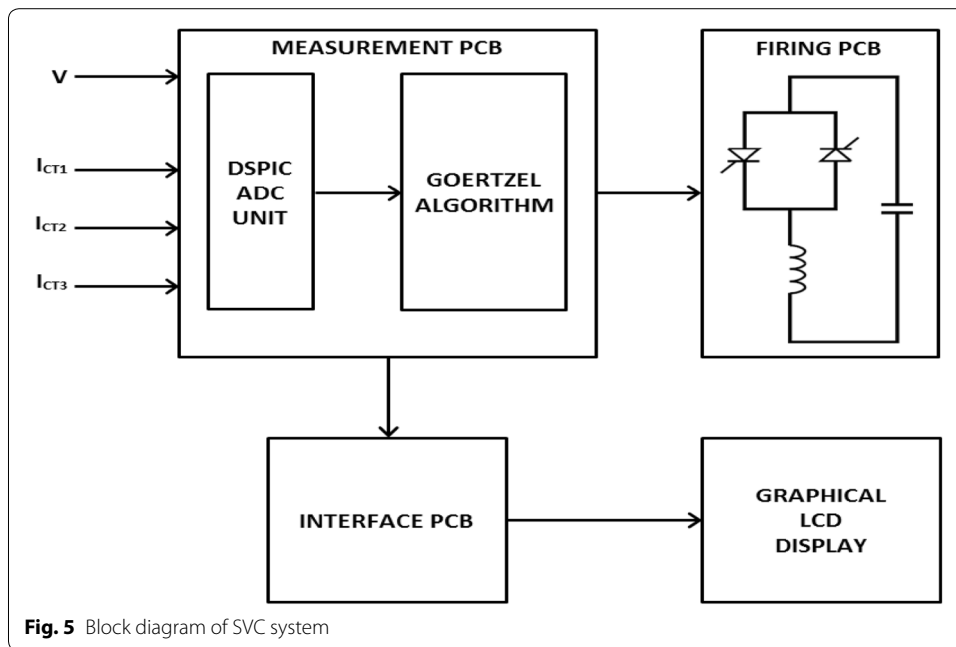 MEASUREMENT PCB
FIRING PCB
V
ICT1
ICT2
ICT3
DSPIC
ADC
UNIT
GOERTZEL
ALGORITHM
INTERFACE PCB
GRAPHICAL
LCD
DISPLAY
Fig. 5 Block diagram of SVC system